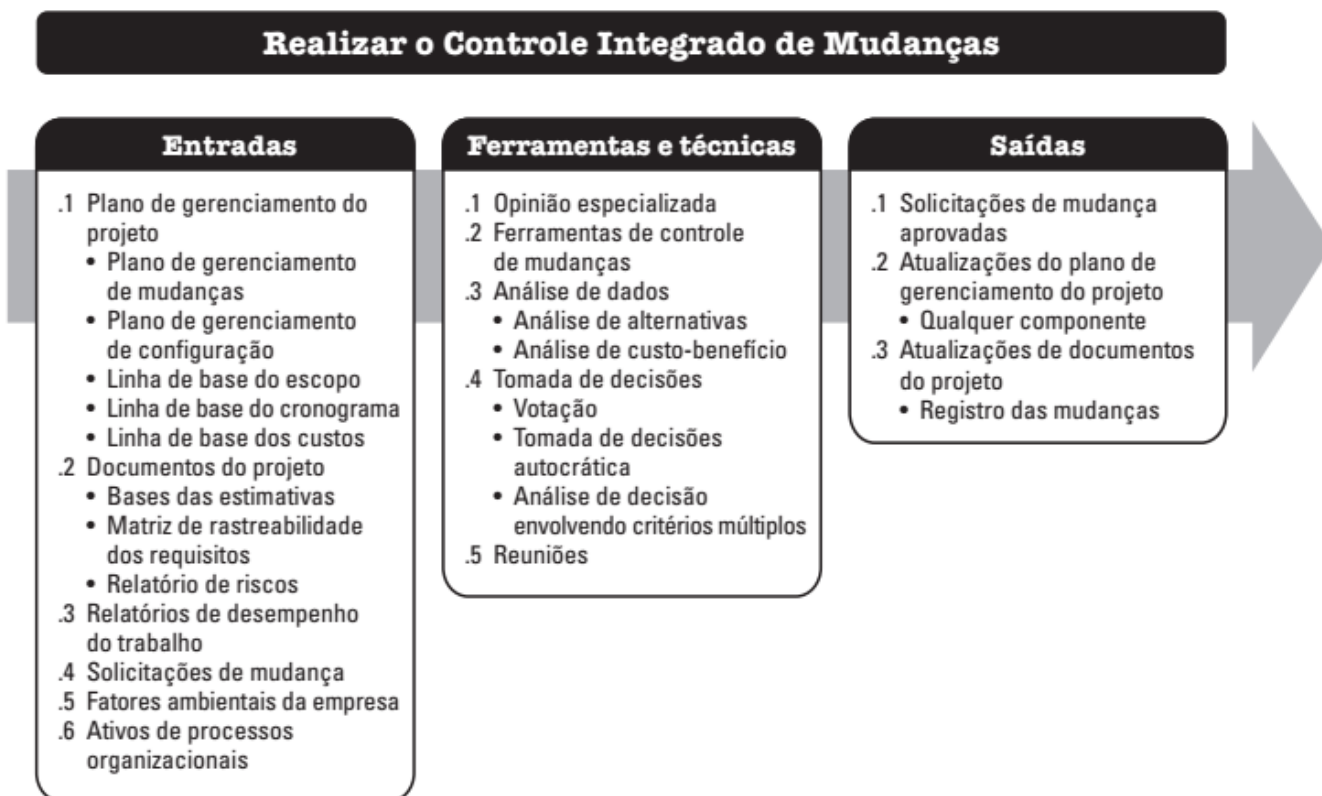 Realizar o Controle Integrado de Mudanças
Entradas
.1 Plano de gerenciamento do
projeto
• Plano de gerenciamento
de mudanças
• Plano de gerenciamento
de configuração
• Linha de base do escopo
• Linha de base do cronograma
• Linha de base dos custos
.2 Documentos do projeto
• Bases das estimativas
• Matriz de rastreabilidade
dos requisitos
• Relatório de riscos
.3 Relatórios de desempenho
do trabalho
.4 Solicitações de mudança
.5 Fatores ambientais da empresa
.6 Ativos de processos
organizacionais
Ferramentas e técnicas
.1 Opinião especializada
.2 Ferramentas de controle
de mudanças
.3 Análise de dados
• Análise de alternativas
• Análise de custo-benefício
.4 Tomada de decisões
• Votação
• Tomada de decisões
autocrática
• Análise de decisão
envolvendo critérios múltiplos
.5 Reuniões
Saídas
.1 Solicitações de mudança
aprovadas
.2 Atualizações do plano de
gerenciamento do projeto
• Qualquer componente
.3 Atualizações de documentos
do projeto
• Registro das mudanças